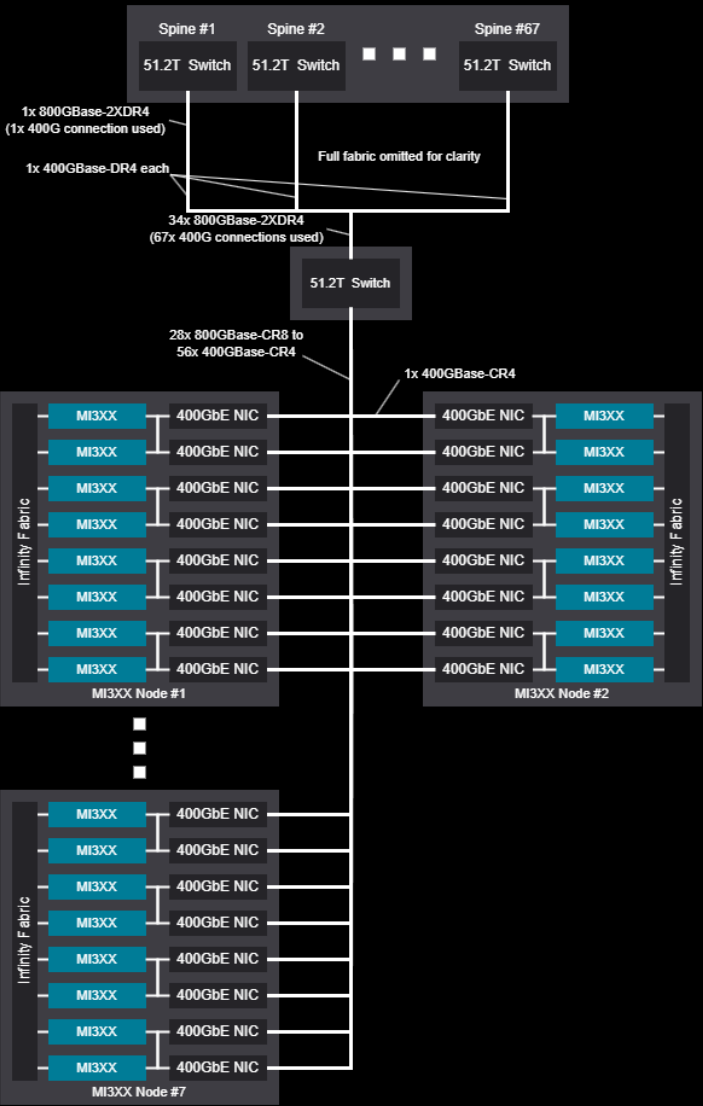 Spine #1
Spine #2
Spine #67
51.2T Switch
51.2T Switch
51.2T Switch
1x 800GBase-2XDR4
(1x 400G connection used)
Full fabric omitted for clarity
1x 400GBase-DR4 each
34x 800GBase-2XDR4
(67x 400G connections used)
51.2T Switch
28x 800GBase-CR8 to
56x 400GBase-CR4
1x 400GBase-CR4
Infinity Fabric
MI3XX
400GbE NIC
MI3XX
400GbE NIC
MI3XX
400GbE NIC
MI3XX
400GbE NIC
MI3XX
400GbE NIC
MI3XX
400GbE NIC
MI3XX
400GbE NIC
MI3XX
400GbE NIC
MI3XX Node #1
400GbE NIC
MI3XX
400GbE NIC
MI3XX
400GbE NIC
MI3XX
400GbE NIC
MI3XX
400GbE NIC
MI3XX
400GbE NIC
MI3XX
400GbE NIC
MI3XX
400GbE NIC
MI3XX
Infinity Fabric
MI3XX Node #2
Infinity Fabric
MI3XX
400GbE NIC
MI3XX
400GbE NIC
MI3XX
400GbE NIC
MI3XX
400GbE NIC
MI3XX
400GbE NIC
MI3XX
400GbE NIC
MI3XX
400GbE NIC
MI3XX
400GbE NIC
MI3XX Node #7